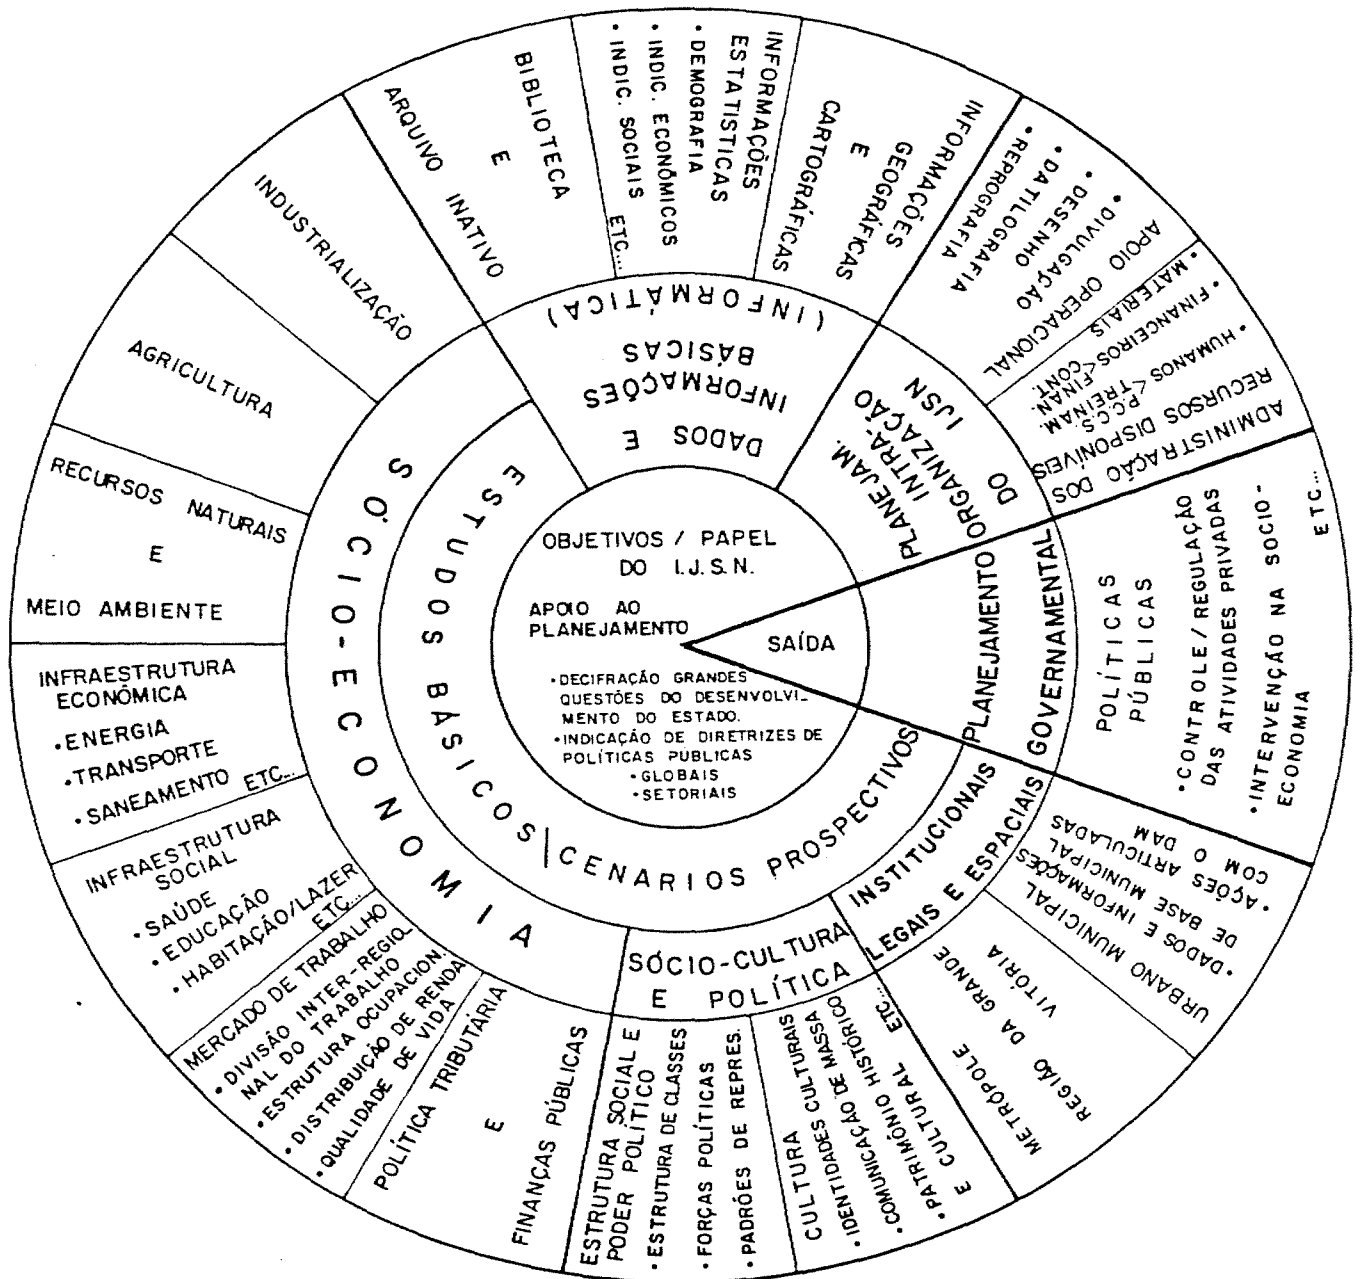 OBJETIVOS / PAPEL
DO I.J.S.N.
APOIO AO
PLANEJAMENTO
SAÍDA
•DECIFRAÇÃO GRANDES
QUESTÕES DO DESENVOLVI-
MENTO DO ESTADO.
•INDICAÇÃO DE DIRETRIZES DE
POLÍTICAS PÚBLICAS
•GLOBAIS
•SETORIAIS
ESTUDOS BÁSICOS/CENARIOS PROSPECTIVOS
DADOS E
INFORMAÇÕES
BÁSICAS
(INFORMÁTICA)
PLANEJAM.
INTRA-
ORGANIZAÇÃO
DO
IJSN
PLANEJAMENTO
GOVERNAMENTAL
INSTITUCIONAIS
LEGAIS E ESPACIAIS
SÓCIO-CULTURA
E POLÍTICA
SÓCIO-ECONOMIA
ARQUIVO INATIVO
E
BIBLIOTECA
INFORMAÇÕES
ESTATISTICAS
•DEMOGRAFIA
•INDIC. ECONÔMICOS
•INDIC. SOCIAIS ETC...
INFORMAÇÕES
GEOGRÁFICAS
E
CARTOGRÁFICAS
APOIO OPERACIONAL
•DIVULGAÇÃO
•DESENHO
•DATILOGRAFIA
•REPROGRAFIA
ADMINISTRAÇÃO DOS
RECURSOS DISPONÍVEIS
•HUMANOS < P.C.C.S.
TREINAM.
•FINANCEIROS < FINAN.
CONT.
•MATERIAIS
POLÍTICAS
PÚBLICAS
•CONTROLE/REGULAÇÃO
DAS ATIVIDADES PRIVADAS
•INTERVENÇÃO NA SOCIO-
ECONOMIA ETC...
URBANO MUNICIPAL
•DADOS E INFORMAÇÕES
DE BASE MUNICIPAL
•AÇÕES ARTICULADAS
COM O DAM
METRÓPOLE
REGIÃO DA GRANDE
VITÓRIA
CULTURA
•IDENTIDADES CULTURAIS
•COMUNICAÇÃO DE MASSA
•PATRIMÔNIO HISTÓRICO
E CULTURAL ETC...
ESTRUTURA SOCIAL E
PODER POLÍTICO
•ESTRUTURA DE CLASSES
•FORÇAS POLÍTICAS
•PADRÕES DE REPRES.
POLÍTICA TRIBUTÁRIA
E
FINANÇAS PÚBLICAS
MERCADO DE TRABALHO
•DIVISÃO INTER-REGIO_
NAL DO TRABALHO
•ESTRUTURA OCUPACION.
•DISTRIBUIÇÃO DE RENDA
•QUALIDADE DE VIDA
INFRAESTRUTURA
SOCIAL
•SAÚDE
•EDUCAÇÃO
•HABITAÇÃO/LAZER
ETC...
INFRAESTRUTURA
ECONÔMICA
•ENERGIA
•TRANSPORTE
•SANEAMENTO ETC...
RECURSOS NATURAIS
E
MEIO AMBIENTE
AGRICULTURA
INDUSTRIALIZAÇÃO